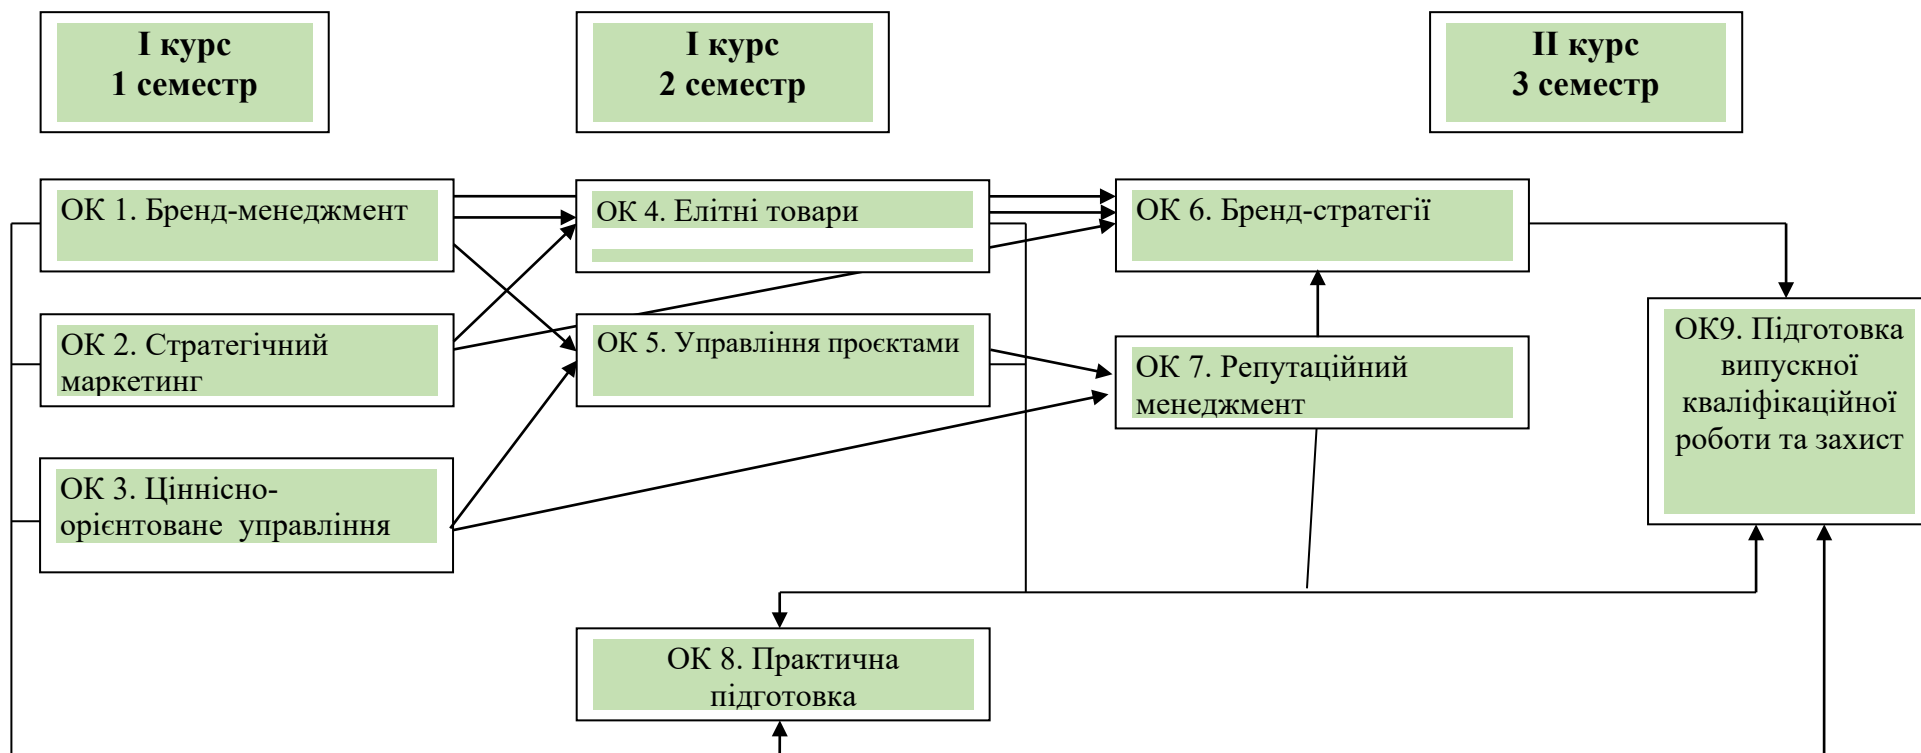 І курс
1 семестр
І курс
2 семестр
ІІ курс
3 семестр
ОК 1. Бренд-менеджмент
ОК 4. Елітні товари
ОК 6. Бренд-стратегії
ОК 2. Стратегічний
маркетинг
ОК 5. Управління проєктами
ОК 7. Репутаційний
менеджмент
ОК9. Підготовка
випускної
кваліфікаційної
роботи та захист
ОК 3. Ціннісно-
орієнтоване управління
ОК 8. Практична
підготовка